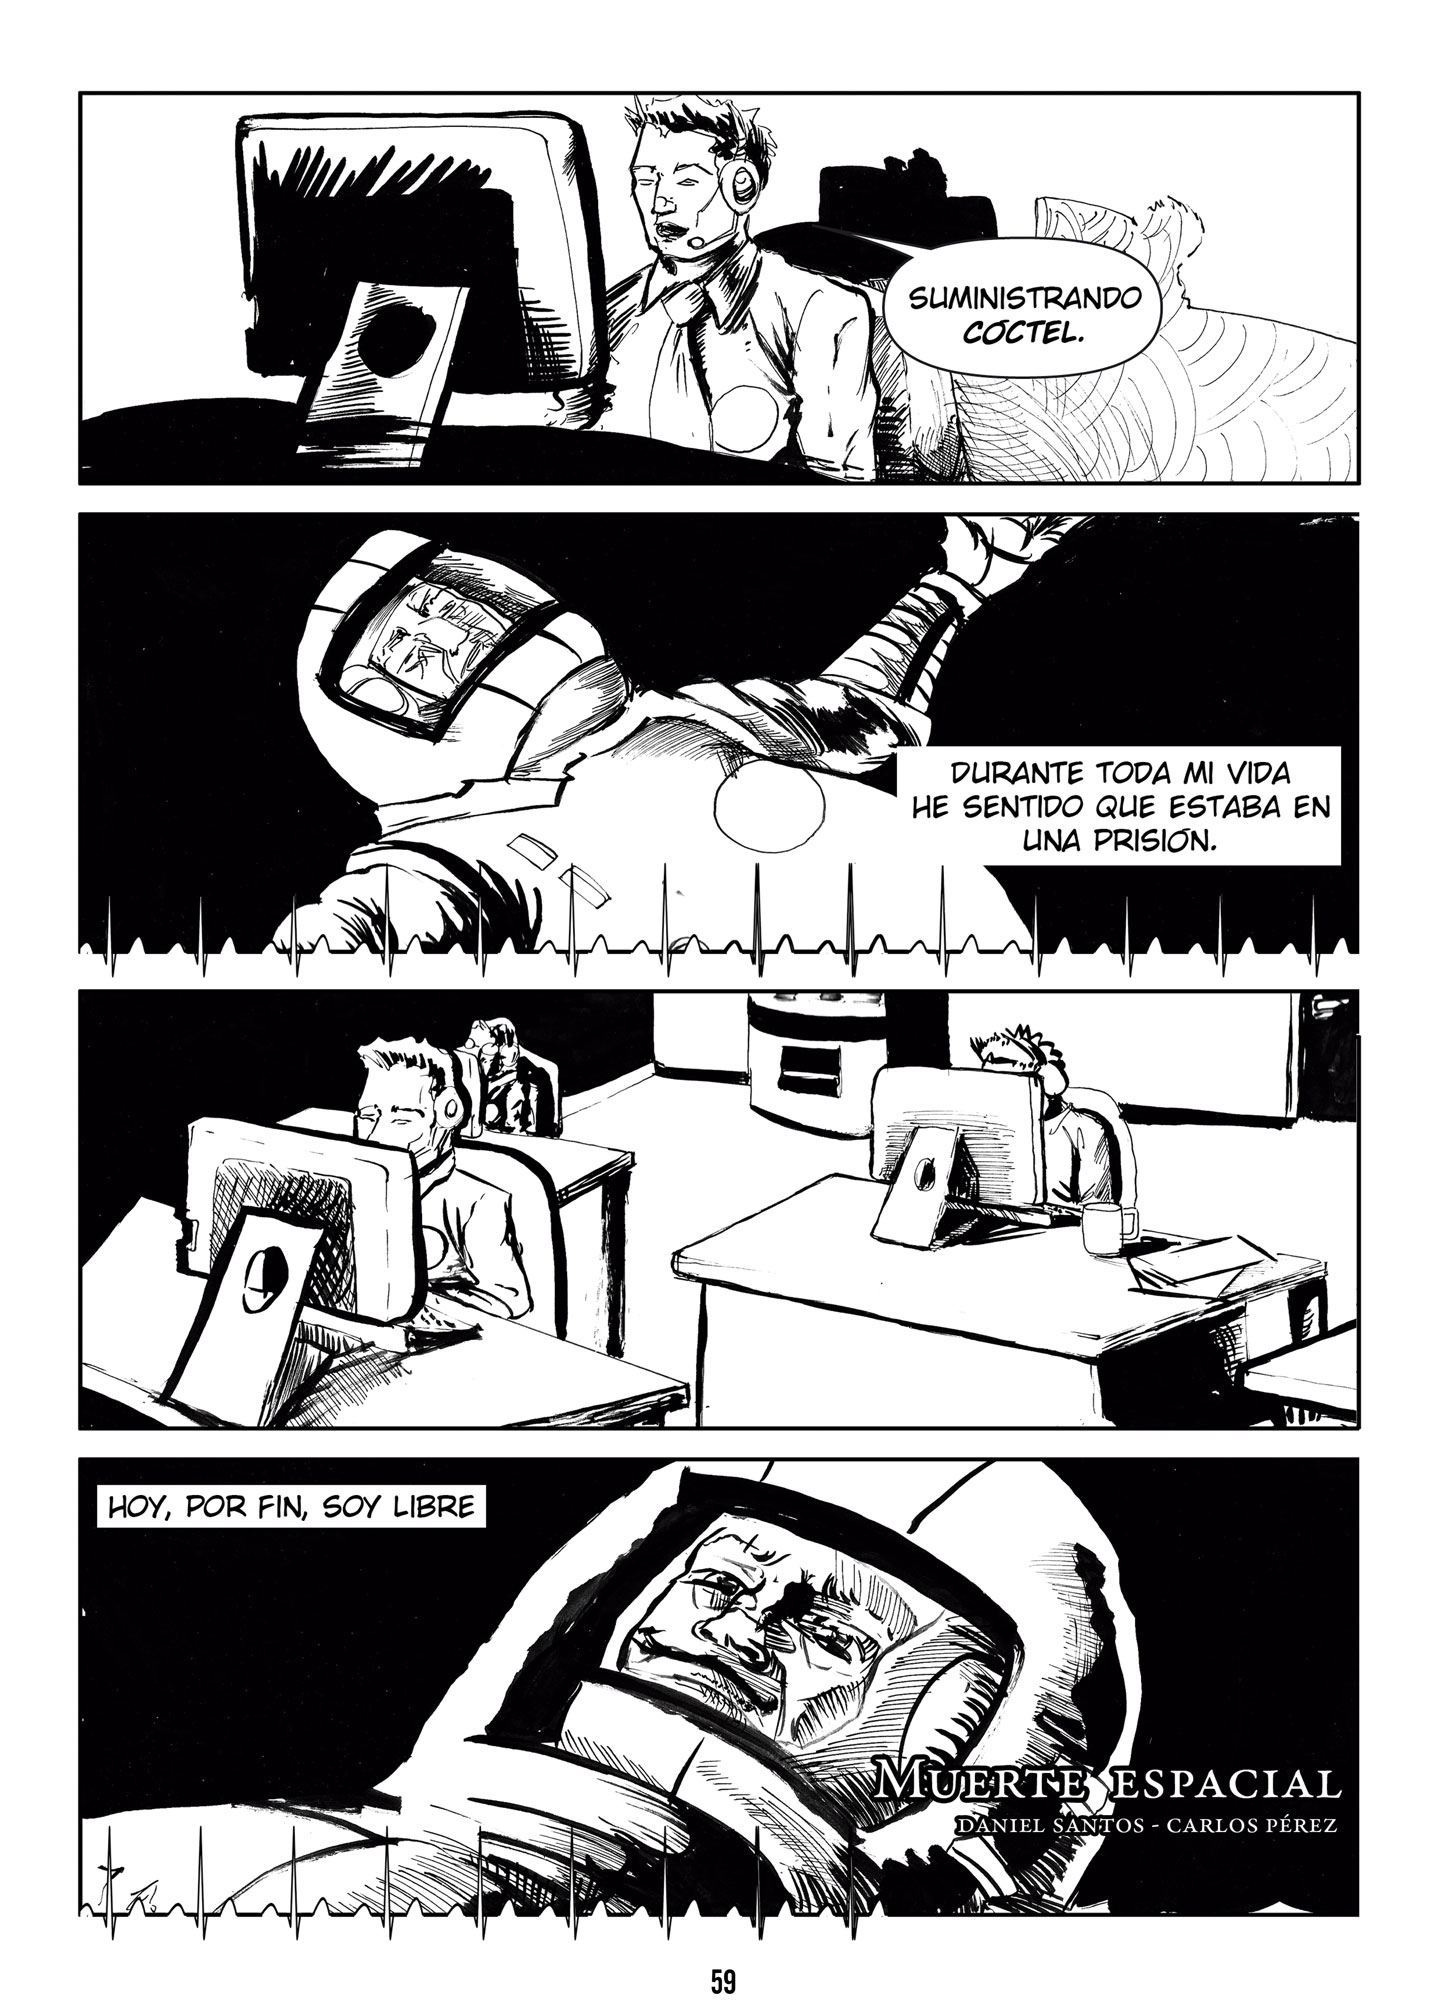 SUMINISTRANDO
CÓCTEL.
DURANTE TODA MI VIDA
HE SENTIDO QUE ESTABA EN
UNA PRISIÓN.
HOY, POR FIN, SOY LIBRE
MUERTE ESPACIAL
DANIEL SANTOS - CARLOS PÉREZ
59